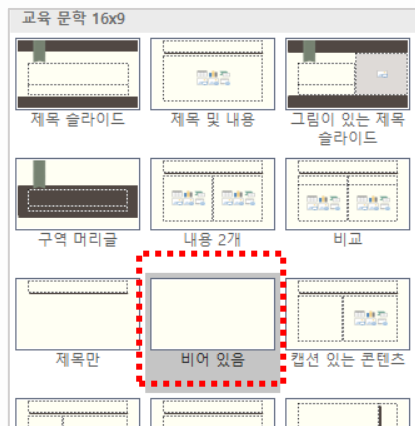 교육 문학 16x9
제목 슬라이드
제목 및 내용
그림이 있는 제목
슬라이드
구역 머리글
내용 2개
비교
제목만
비어 있음
캡션 있는 콘텐츠